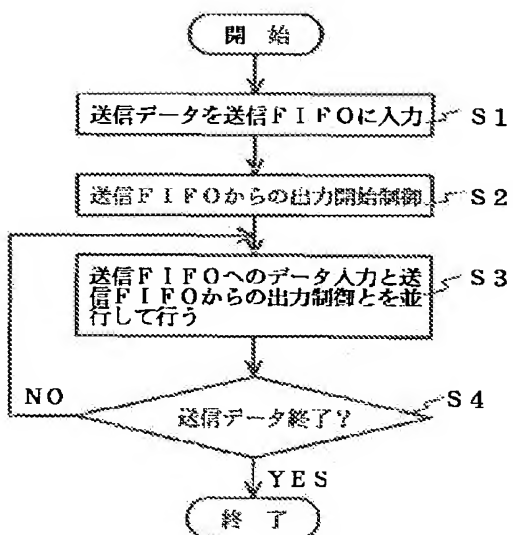 開 始
送信データを送信FIFOに入力
S1
送信FIFOからの出力開始制御
S2
送信FIFOへのデータ入力と送
信FIFOからの出力制御とを並
行して行う
S3
送信データ終了?
S4
NO
YES
終 了